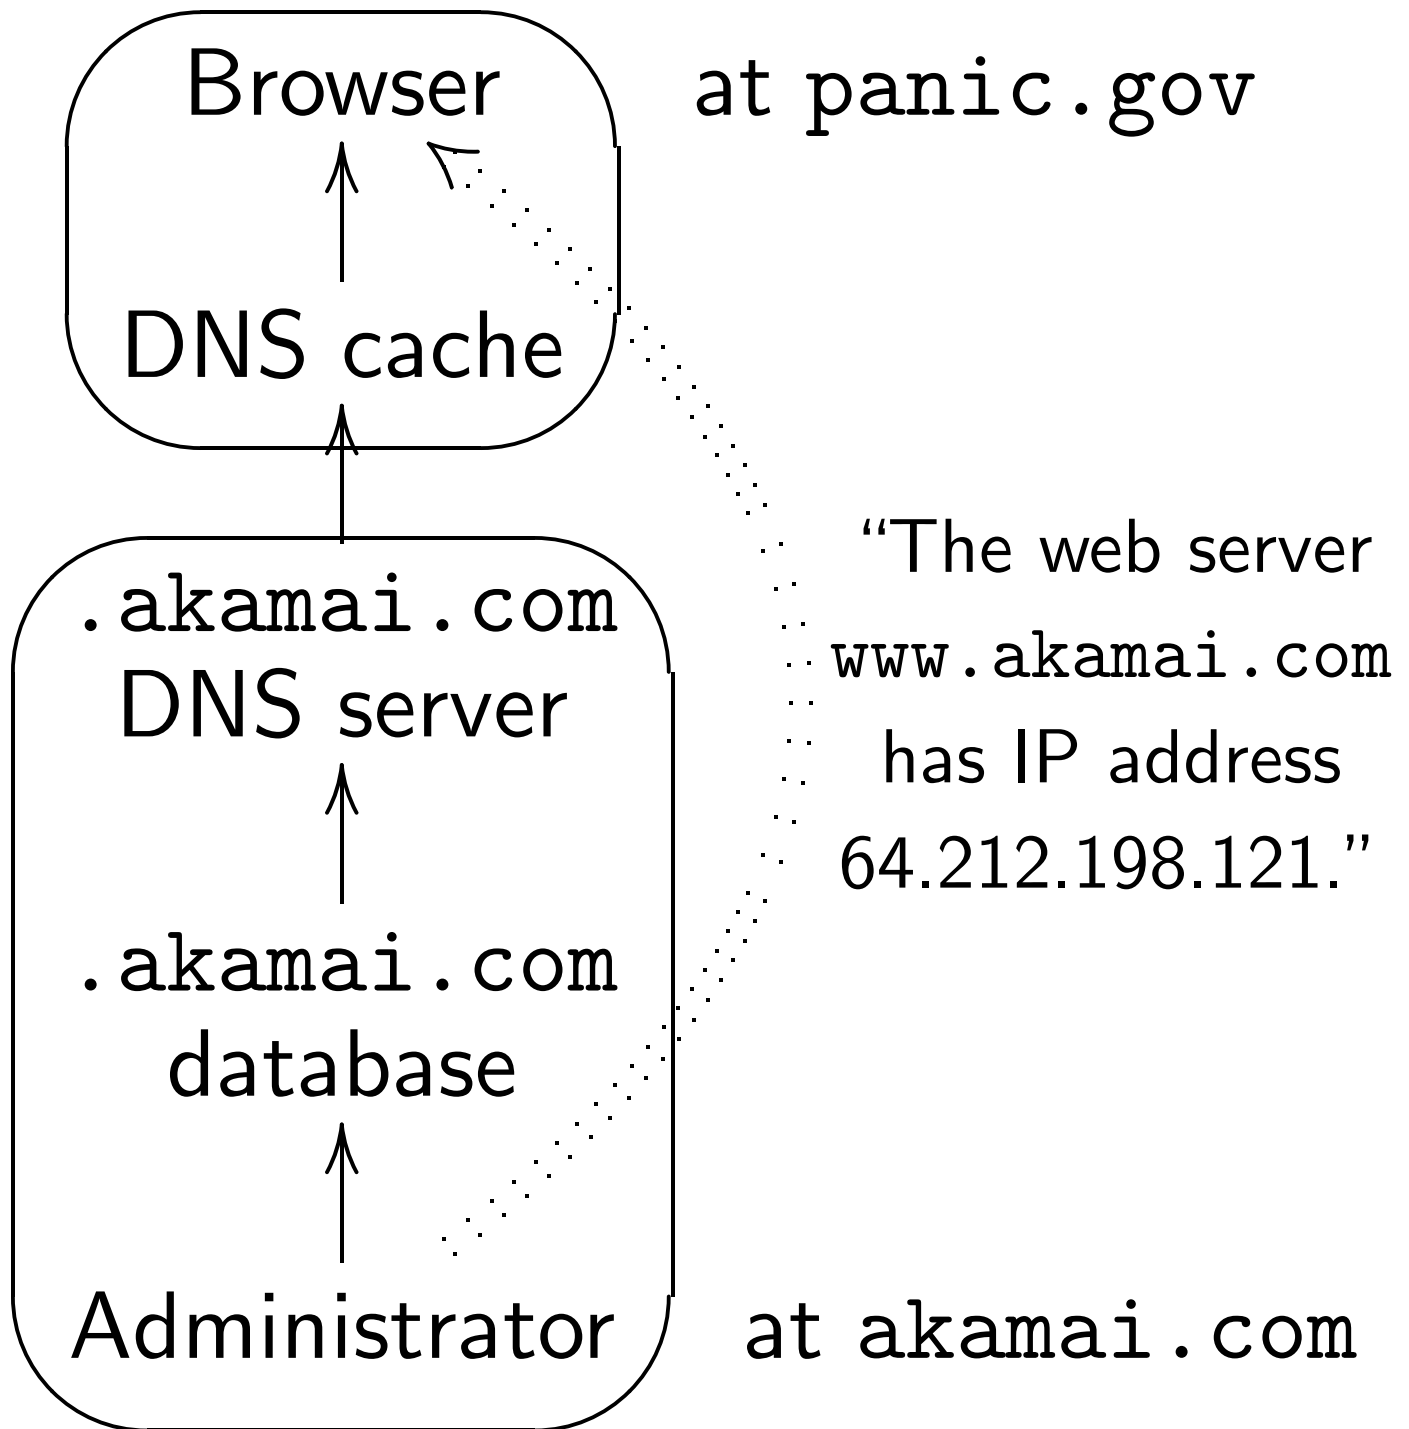 Browser
at panic.gov
DNS cache
“The web server
www.akamai.com
has IP address
64.212.198.121.”
.akamai.com
DNS server
.akamai.com
database
Administrator
at akamai.com